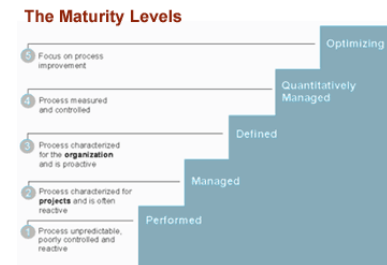 The Maturity Levels
Optimizing
5 Focus on process
improvement
Quantitatively
Managed
4 Process measured
and controlled
Defined
3 Process characterized
for the organization
and is proactive
Managed
2 Process characterized for
projects and is often
reactive
Performed
1 Process unpredictable,
poorly controlled and
reactive